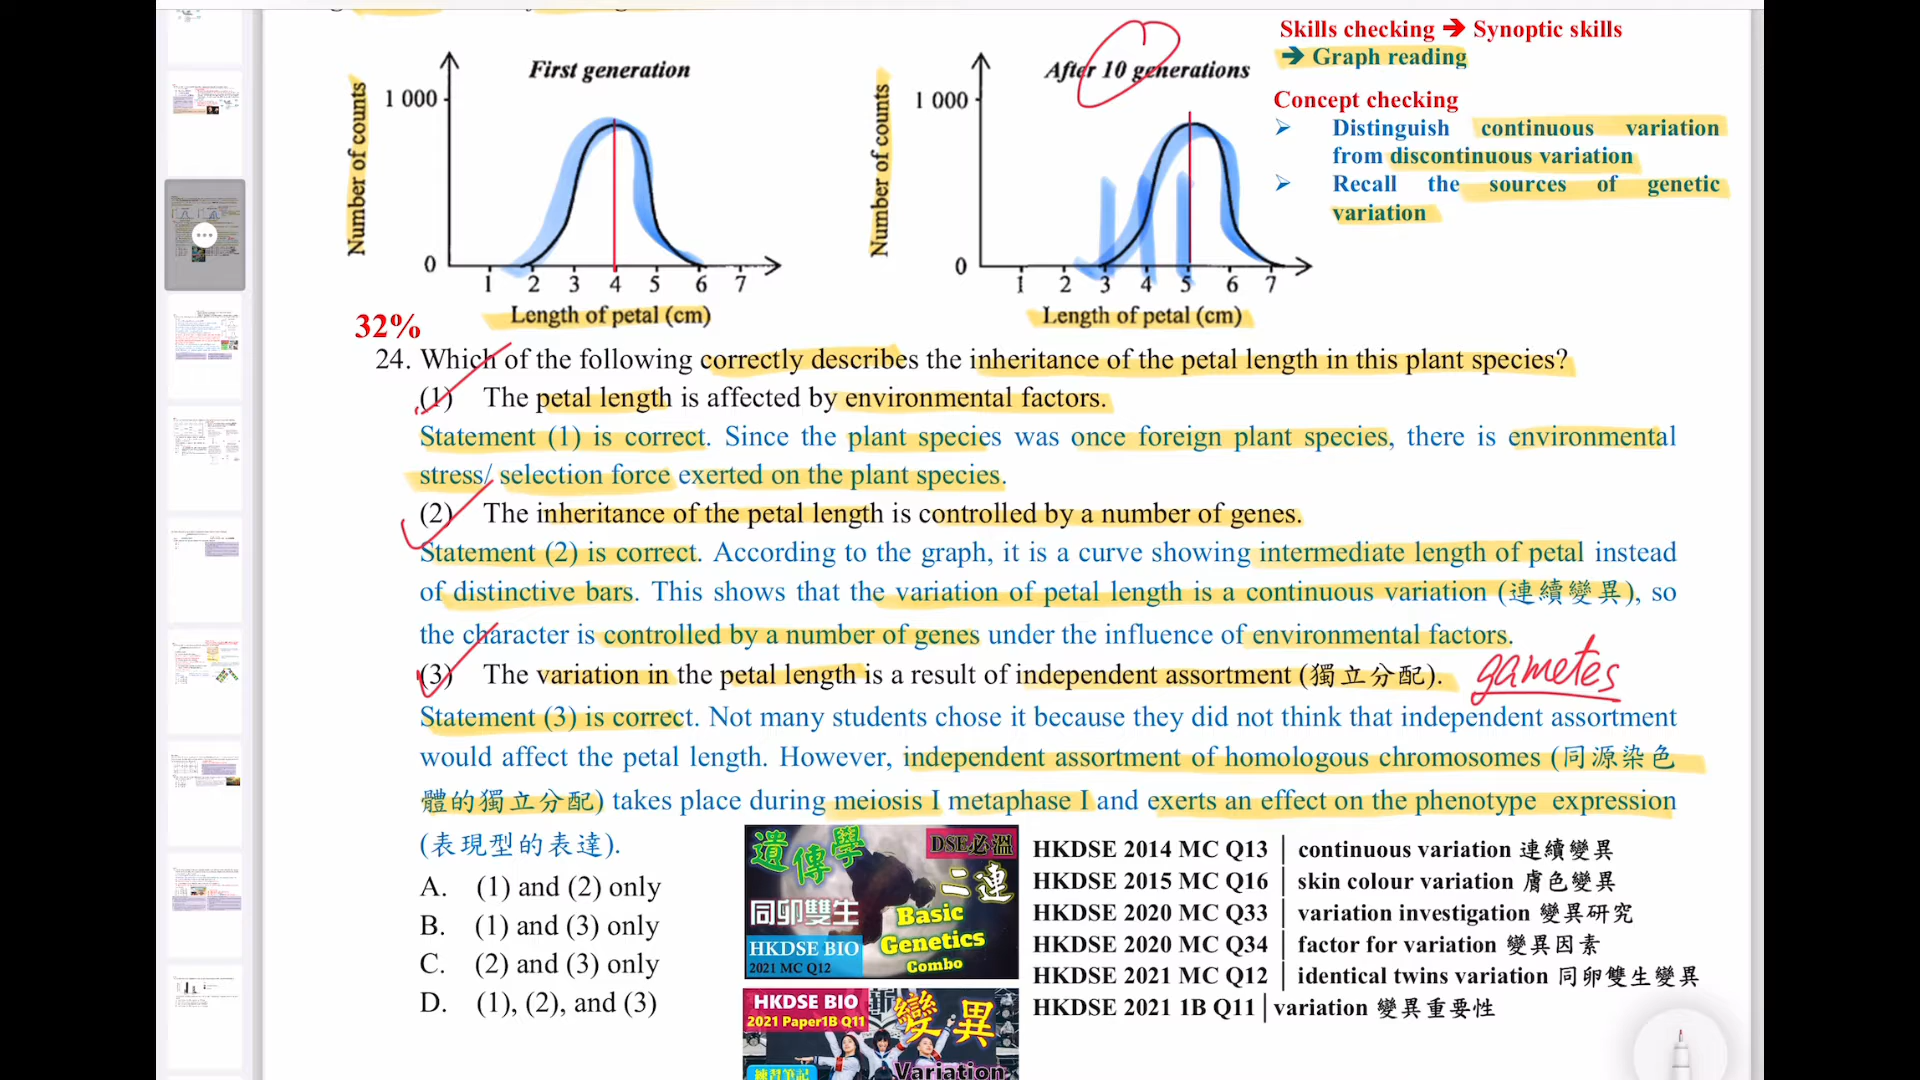 Skills checking ➔ Synoptic skills
➔ Graph reading
First generation
After 10 generations
Number of counts
1 000
0
1 2 3 4 5 6 7
Length of petal (cm)
Number of counts
1 000
0
1 2 3 4 5 6 7
Length of petal (cm)
Concept checking
➢ Distinguish continuous variation
from discontinuous variation
➢ Recall the sources of genetic
variation
32%
24. Which of the following correctly describes the inheritance of the petal length in this plant species?
(1) The petal length is affected by environmental factors.
Statement (1) is correct. Since the plant species was once foreign plant species, there is environmental
stress/ selection force exerted on the plant species.
(2) The inheritance of the petal length is controlled by a number of genes.
Statement (2) is correct. According to the graph, it is a curve showing intermediate length of petal instead
of distinctive bars. This shows that the variation of petal length is a continuous variation (連續變異), so
the character is controlled by a number of genes under the influence of environmental factors.
(3) The variation in the petal length is a result of independent assortment (獨立分配).
gametes
Statement (3) is correct. Not many students chose it because they did not think that independent assortment
would affect the petal length. However, independent assortment of homologous chromosomes (同源染色
體的獨立分配) takes place during meiosis I metaphase I and exerts an effect on the phenotype expression
(表現型的表達).
A. (1) and (2) only
B. (1) and (3) only
C. (2) and (3) only
D. (1), (2), and (3)
遺傳學
DSE必溫
二連
同卵雙生
Basic
Genetics
Combo
HKDSE BIO
2021 MC Q12
HKDSE BIO
2021 Paper1B Q11
變異
練習筆記
Variation
HKDSE 2014 MC Q13 | continuous variation 連續變異
HKDSE 2015 MC Q16 | skin colour variation 膚色變異
HKDSE 2020 MC Q33 | variation investigation 變異研究
HKDSE 2020 MC Q34 | factor for variation 變異因素
HKDSE 2021 MC Q12 | identical twins variation 同卵雙生變異
HKDSE 2021 1B Q11 | variation 變異重要性